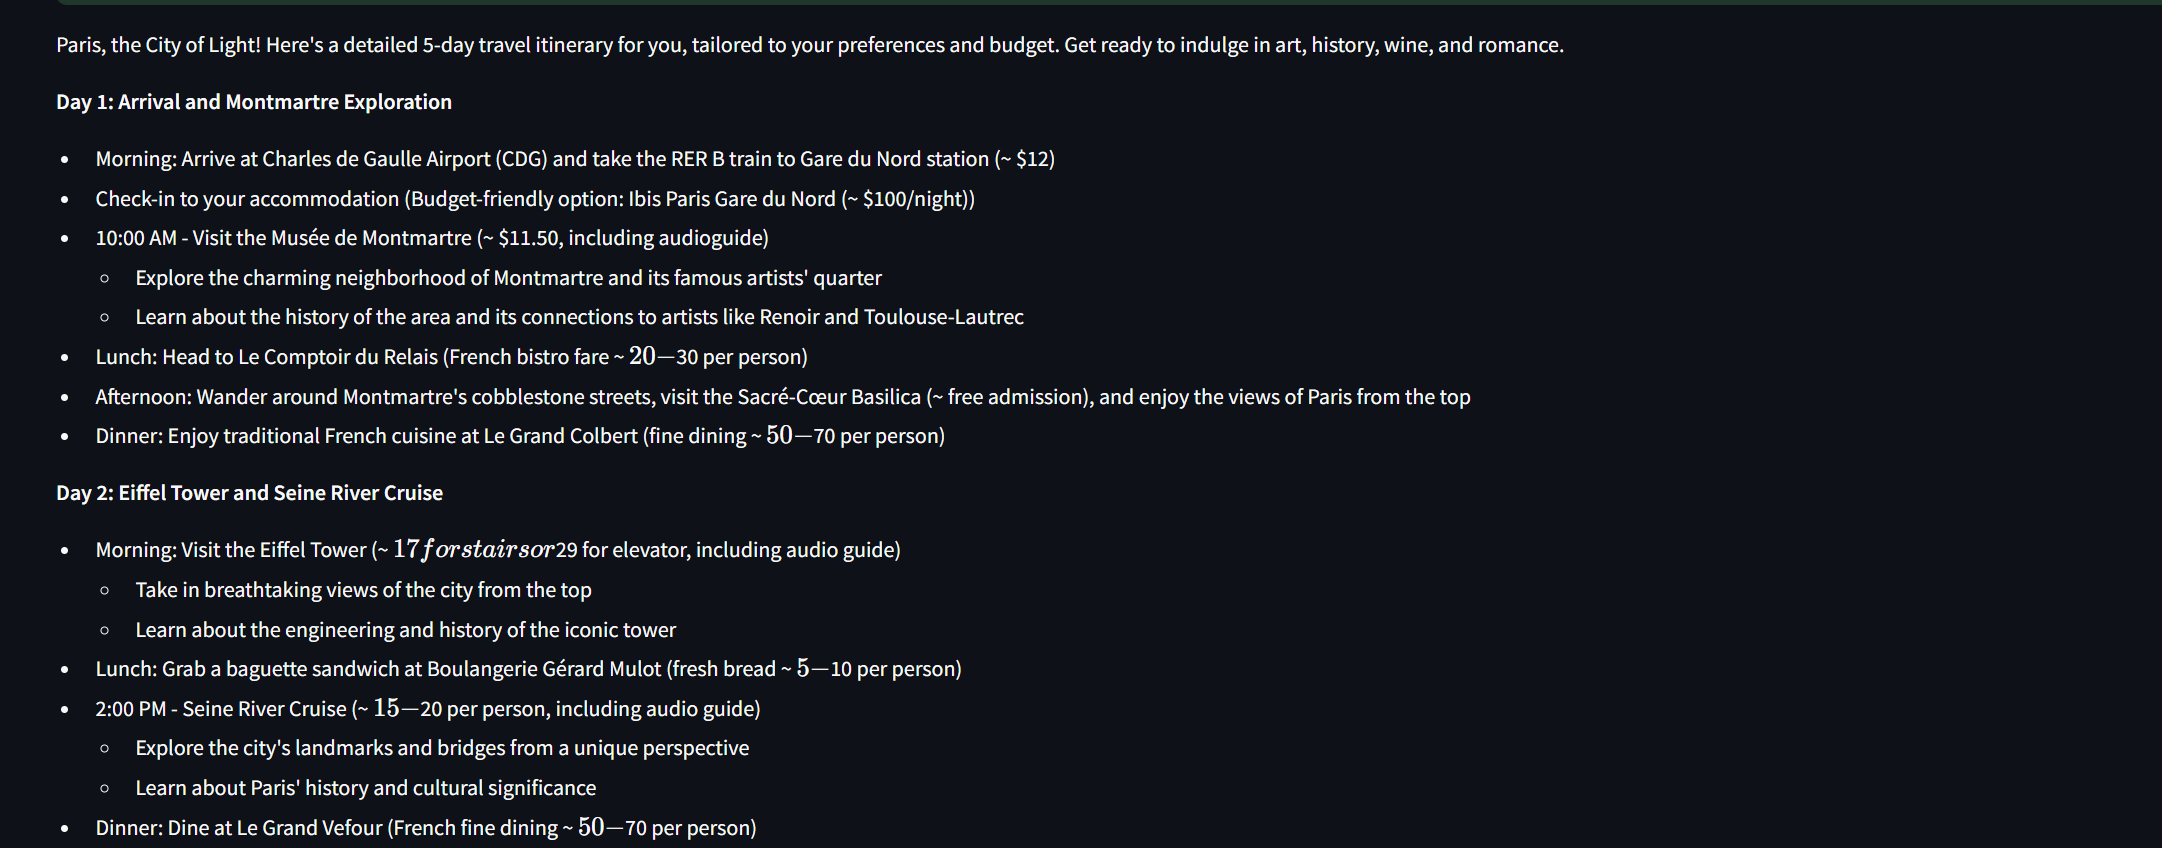 Paris, the City of Light! Here's a detailed 5-day travel itinerary for you, tailored to your preferences and budget. Get ready to indulge in art, history, wine, and romance.
Day 1: Arrival and Montmartre Exploration
• Morning: Arrive at Charles de Gaulle Airport (CDG) and take the RER B train to Gare du Nord station (~ $12)
• Check-in to your accommodation (Budget-friendly option: Ibis Paris Gare du Nord (~ $100/night))
• 10:00 AM - Visit the Musée de Montmartre (~ $11.50, including audioguide)
◦ Explore the charming neighborhood of Montmartre and its famous artists' quarter
◦ Learn about the history of the area and its connections to artists like Renoir and Toulouse-Lautrec
• Lunch: Head to Le Comptoir du Relais (French bistro fare ~ 20−30 per person)
• Afternoon: Wander around Montmartre's cobblestone streets, visit the Sacré-Cœur Basilica (~ free admission), and enjoy the views of Paris from the top
• Dinner: Enjoy traditional French cuisine at Le Grand Colbert (fine dining ~ 50−70 per person)
Day 2: Eiffel Tower and Seine River Cruise
• Morning: Visit the Eiffel Tower (~ 17forstairsor29 for elevator, including audio guide)
◦ Take in breathtaking views of the city from the top
◦ Learn about the engineering and history of the iconic tower
• Lunch: Grab a baguette sandwich at Boulangerie Gérard Mulot (fresh bread ~ 5−10 per person)
• 2:00 PM - Seine River Cruise (~ 15−20 per person, including audio guide)
◦ Explore the city's landmarks and bridges from a unique perspective
◦ Learn about Paris' history and cultural significance
• Dinner: Dine at Le Grand Vefour (French fine dining ~ 50−70 per person)